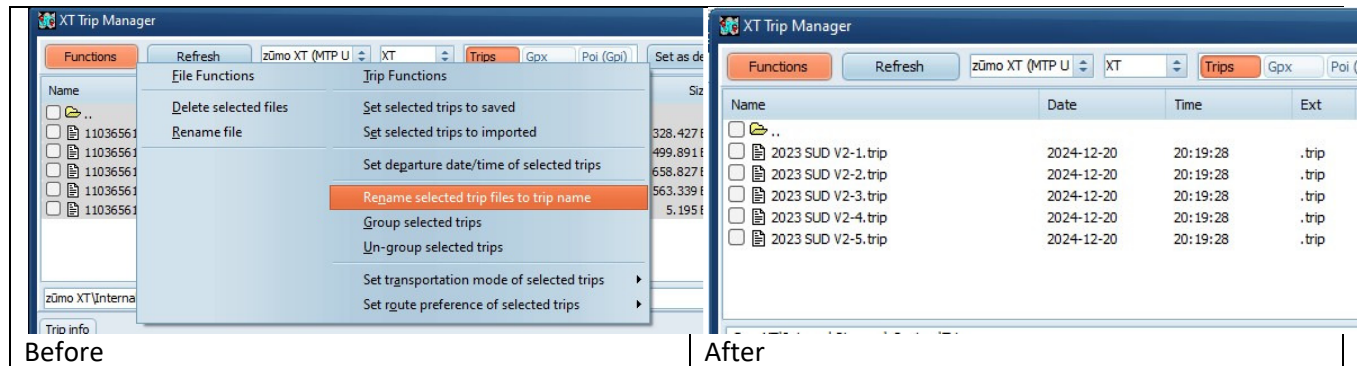 XT Trip Manager
Functions Refresh zūmo XT (MTP U XT Trips Gpx Poi (Gpi) Set as de
File Functions
Delete selected files
Rename file
Trip Functions
Set selected trips to saved
Set selected trips to imported
Set departure date/time of selected trips
Rename selected trip files to trip name
Group selected trips
Un-group selected trips
Set transportation mode of selected trips
Set route preference of selected trips
Name Siz
..
11036561 328.427 B
11036561 499.891 B
11036561 658.827 B
11036561 563.339 B
11036561 5.195 B
zūmo XT\Interna
Trip info
Before
XT Trip Manager
Functions Refresh zūmo XT (MTP U XT Trips Gpx Poi (
Name Date Time Ext
..
2023 SUD V2-1.trip 2024-12-20 20:19:28 .trip
2023 SUD V2-2.trip 2024-12-20 20:19:28 .trip
2023 SUD V2-3.trip 2024-12-20 20:19:28 .trip
2023 SUD V2-4.trip 2024-12-20 20:19:28 .trip
2023 SUD V2-5.trip 2024-12-20 20:19:28 .trip
After